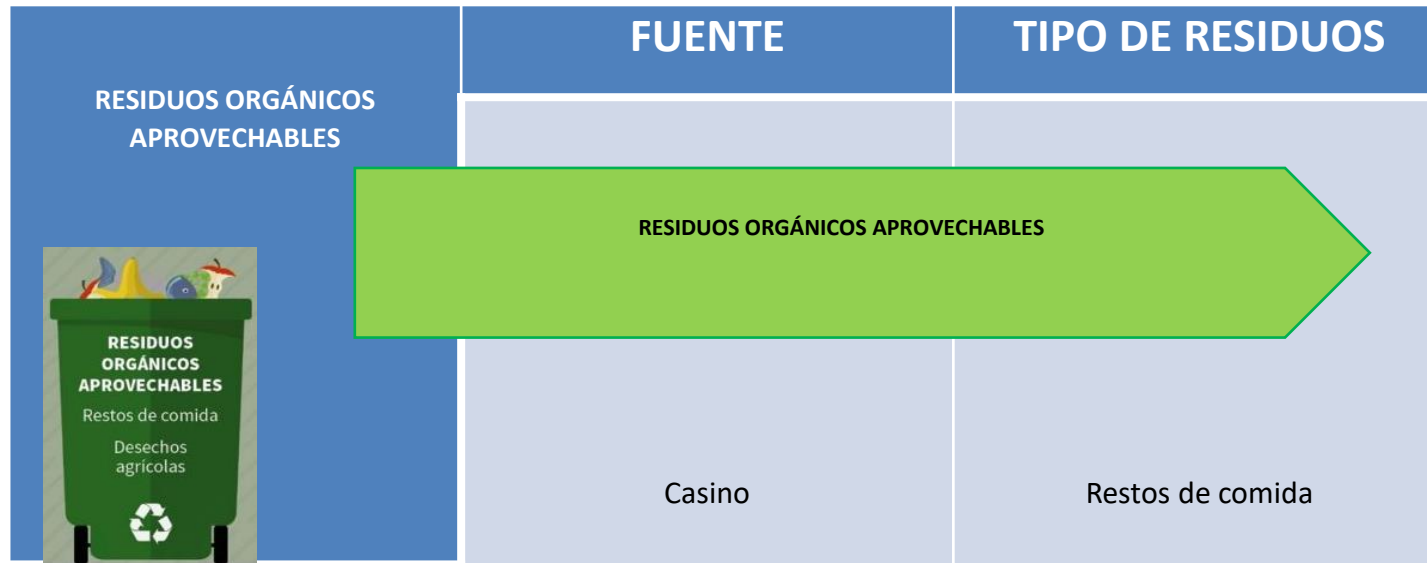 FUENTE
TIPO DE RESIDUOS
RESIDUOS ORGÁNICOS
APROVECHABLES
RESIDUOS ORGÁNICOS APROVECHABLES
RESIDUOS
ORGÁNICOS
APROVECHABLES
Restos de comida
Desechos
agrícolas
Casino
Restos de comida